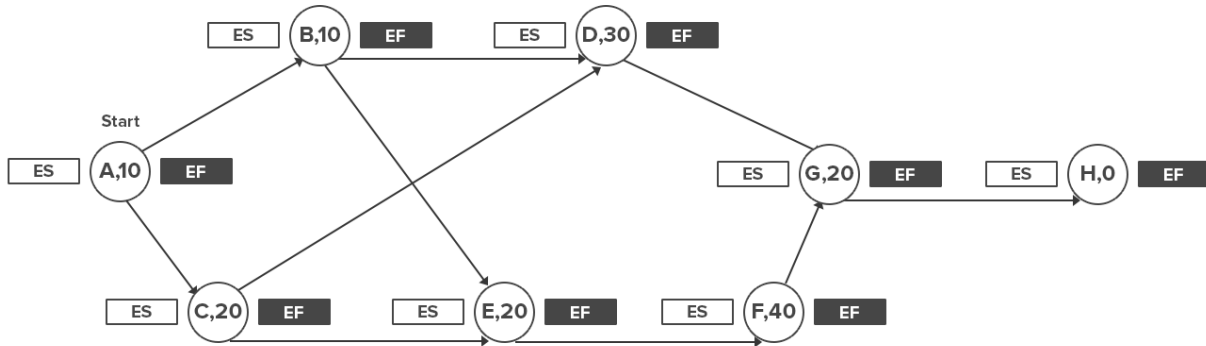 ES B,10 EF ES D,30 EF
Start
ES A,10 EF
ES G,20 EF ES H,0 EF
ES C,20 EF ES E,20 EF ES F,40 EF